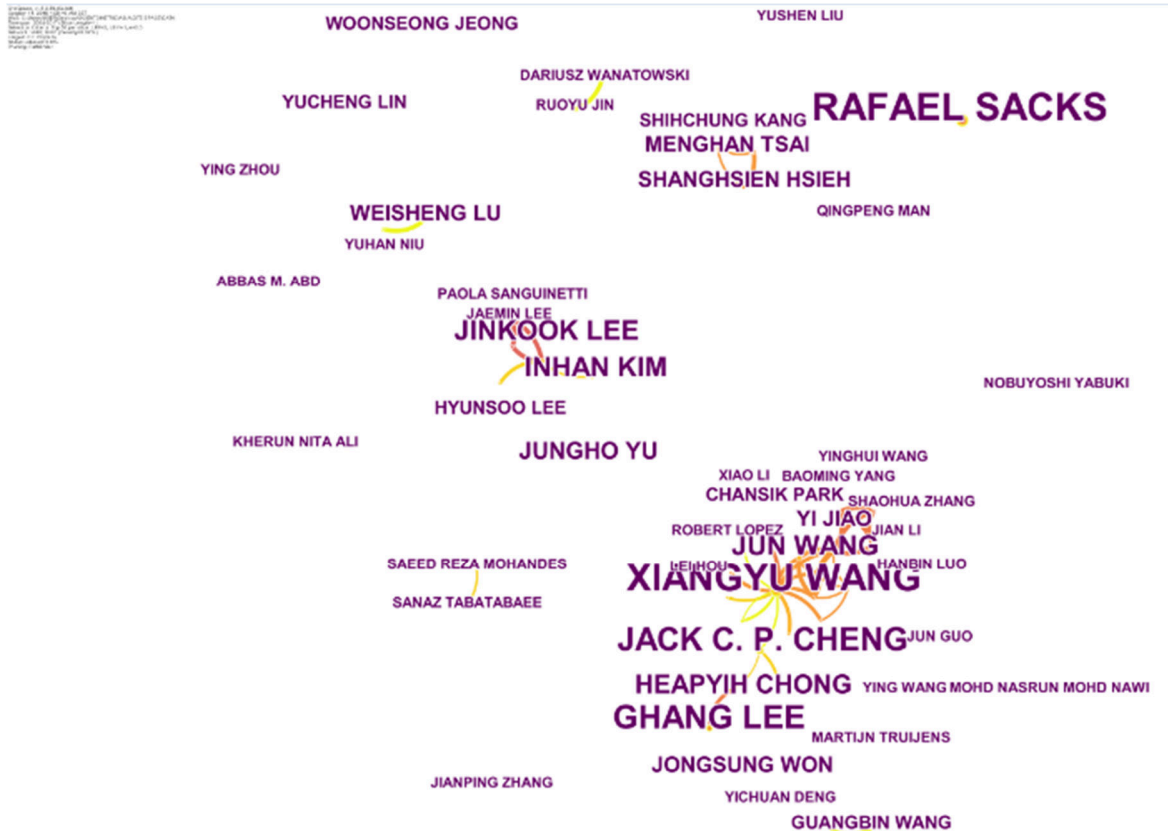 WOONSEONG JEONG
YUSHEN LIU
DARIUSZ WANATOWSKI
YUCHENG LIN
RUOYU JIN
RAFAEL SACKS
SHIHCHUNG KANG
MENGHAN TSAI
YING ZHOU
SHANGHSIEN HSIEH
WEISHENG LU
QINGPENG MAN
YUHAN NIU
ABBAS M. ABD
PAOLA SANGUINETTI
JAEMIN LEE
JINKOOK LEE
INHAN KIM
NOBUYOSHI YABUKI
HYUNSOO LEE
KHERUN NITA ALI
JUNGHO YU
YINGHUI WANG
XIAO LI
BAOMING YANG
CHANSIK PARK
SHAOHUA ZHANG
YI JIAO
ROBERT LOPEZ
JIAN LI
JUN WANG
SAEED REZA MOHANDES
LEI HOU
HANBIN LUO
XIANGYU WANG
SANAZ TABATABAEE
JACK C. P. CHENG
JUN GUO
HEAPYIH CHONG
YING WANG
MOHD NASRUN MOHD NAWI
GHANG LEE
MARTIJN TRUIJENS
JONGSUNG WON
JIANPING ZHANG
YICHUAN DENG
GUANGBIN WANG